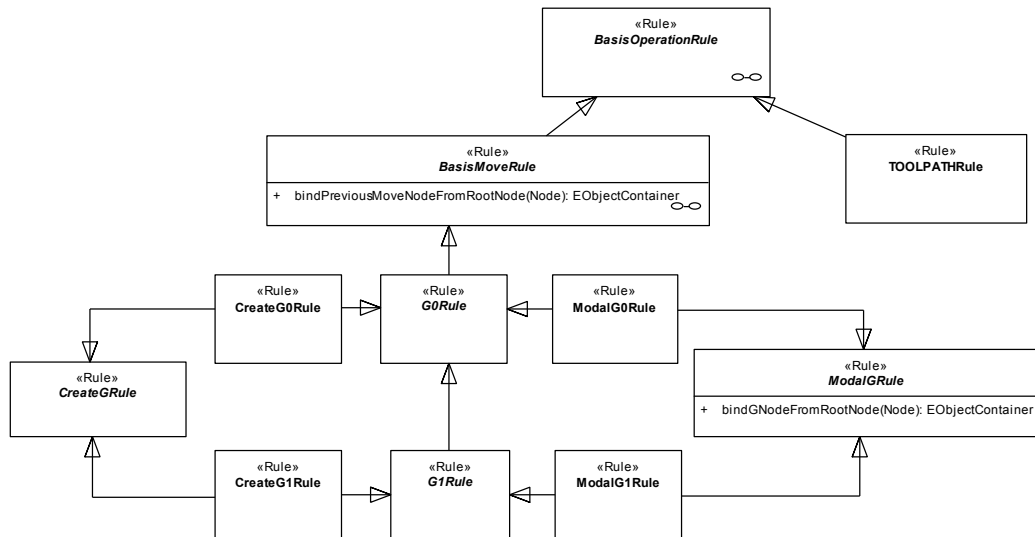 «Rule»
BasisOperationRule
«Rule»
BasisMoveRule
+ bindPreviousMoveNodeFromRootNode(Node): EObjectContainer
«Rule»
TOOLPATHRule
«Rule»
CreateG0Rule
«Rule»
G0Rule
«Rule»
ModalG0Rule
«Rule»
CreateGRule
«Rule»
ModalGRule
+ bindGNodeFromRootNode(Node): EObjectContainer
«Rule»
CreateG1Rule
«Rule»
G1Rule
«Rule»
ModalG1Rule